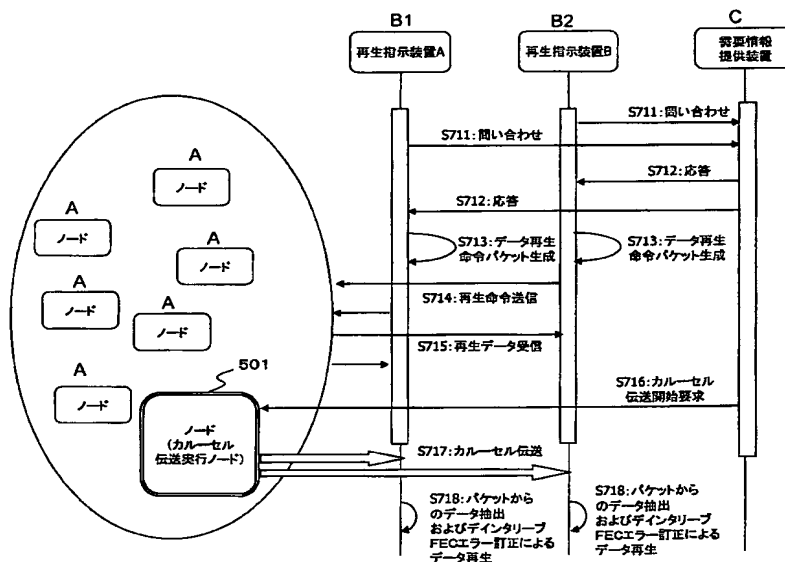 B1
B2
C
再生指示装置A
再生指示装置B
需要情報
提供装置
S711:問い合わせ
S711:問い合わせ
S712:応答
S712:応答
S713:データ再生
命令パケット生成
S713:データ再生
命令パケット生成
S714:再生命令送信
S715:再生データ受信
S716:カルーセル
伝送開始要求
A
ノード
A
ノード
A
ノード
A
ノード
A
ノード
A
ノード
501
ノード
(カルーセル
伝送実行ノード)
S717:カルーセル伝送
S718:パケットから
のデータ抽出
およびデインタリーブ
FECエラー訂正による
データ再生
S718:パケットから
のデータ抽出
およびデインタリーブ
FECエラー訂正による
データ再生